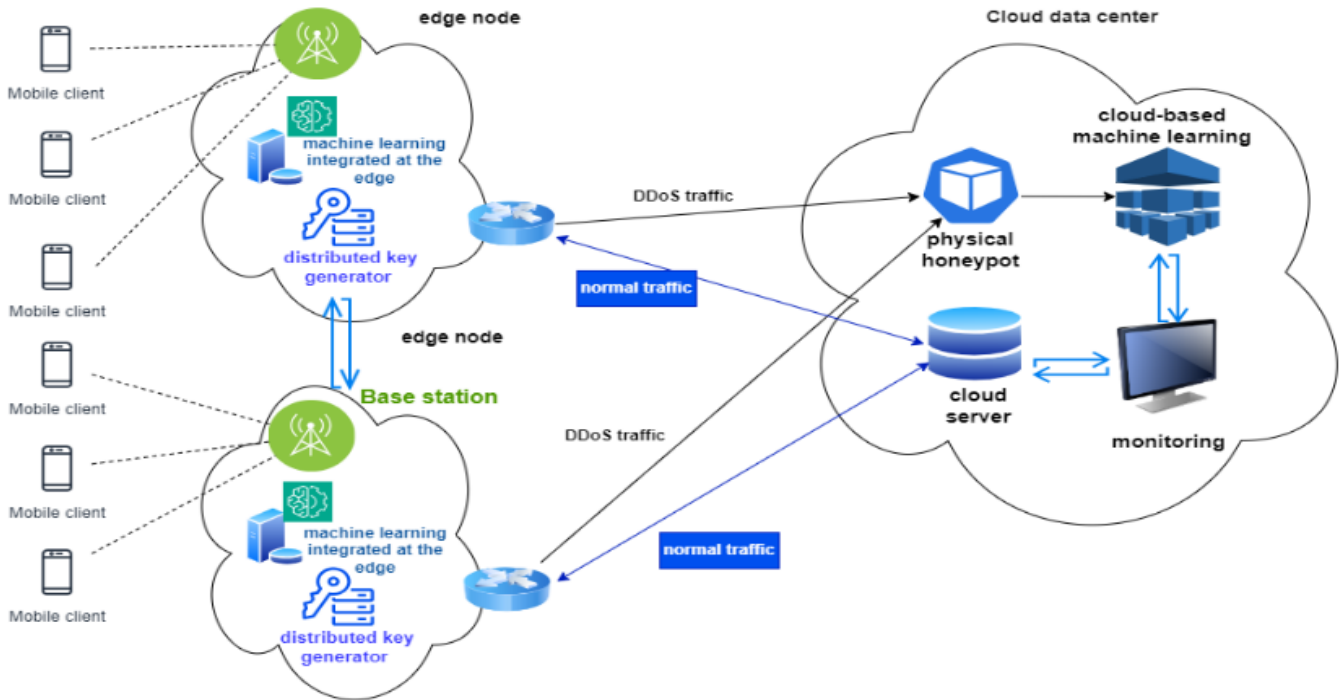 edge node
Cloud data center
Mobile client
cloud-based
machine learning
machine learning
integrated at the
edge
Mobile client
DDoS traffic
distributed key
generator
physical
honeypot
normal traffic
Mobile client
edge node
Base station
cloud
server
Mobile client
DDoS traffic
monitoring
Mobile client
machine learning
integrated at the
edge
normal traffic
Mobile client
distributed key
generator